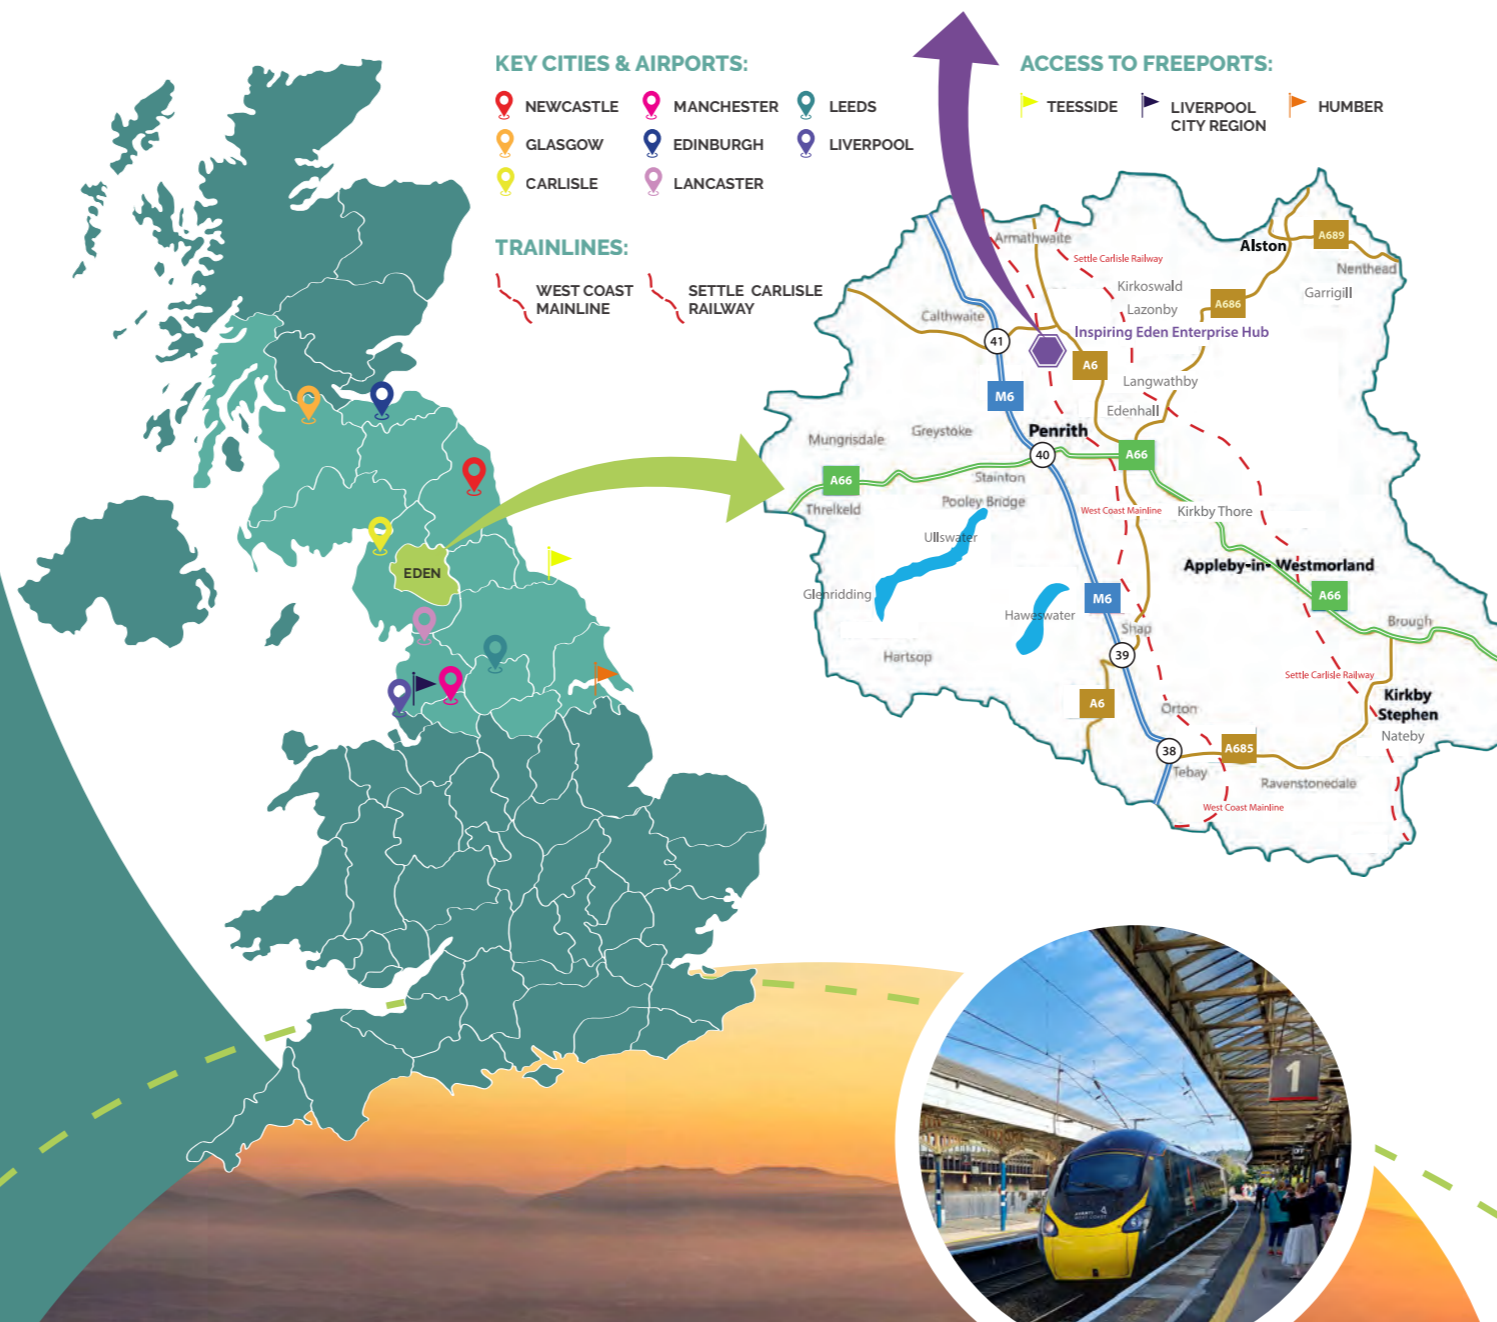 KEY CITIES & AIRPORTS:
NEWCASTLE
MANCHESTER
LEEDS
GLASGOW
EDINBURGH
LIVERPOOL
CARLISLE
LANCASTER
TRAINLINES:
WEST COAST
MAINLINE
SETTLE CARLISLE
RAILWAY
ACCESS TO FREEPORTS:
TEESSIDE
LIVERPOOL
CITY REGION
HUMBER
EDEN
Armathwaite
Settle Carlisle Railway
Alston
A689
Nenthead
Garrigill
Kirkoswald
Lazonby
A686
Calthwaite
41
Inspiring Eden Enterprise Hub
A6
M6
Langwathby
Edenhall
Mungrisdale
Greystoke
Penrith
40
A66
A66
Stainton
Threlkeld
Pooley Bridge
West Coast Mainline
Kirkby Thore
Ullswater
Appleby-in-Westmorland
Glenridding
M6
A66
Haweswater
Shap
Brough
39
Hartsop
Settle Carlisle Railway
A6
Orton
Kirkby
Stephen
Nateby
38
A685
Tebay
Ravenstonedale
West Coast Mainline
1
AVANTI
WEST COAST